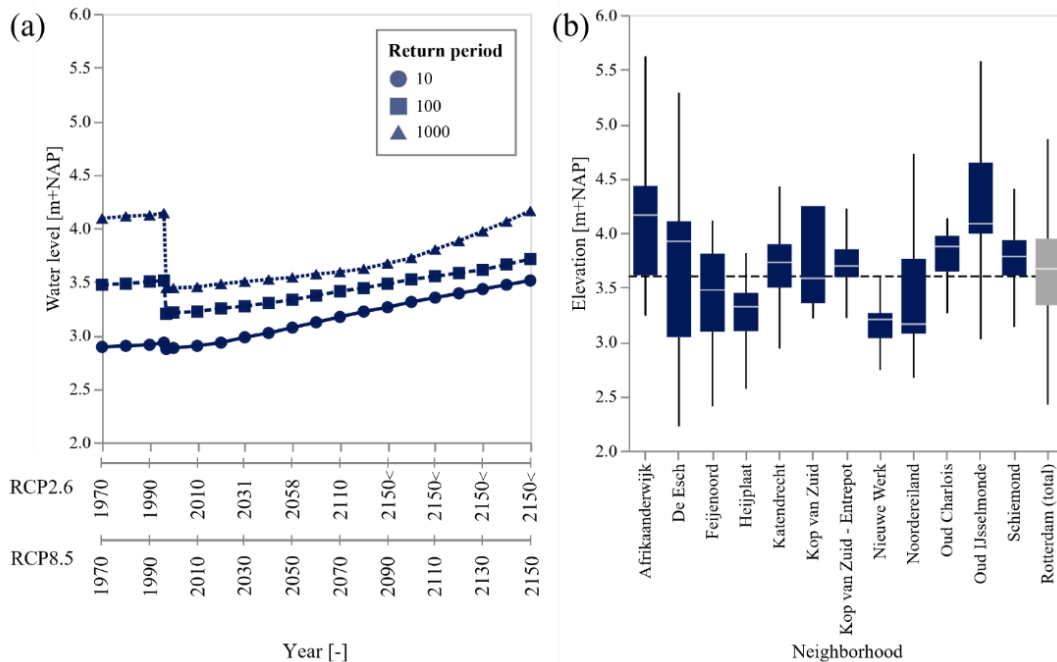 (a)
6.0
5.5
5.0
4.5
4.0
3.5
3.0
2.5
2.0
Water level [m+NAP]
Return period
10
100
1000
RCP2.6
1970
1990
2010
2031
2058
2110
2150<
2150<
2150<
2150<
RCP8.5
1970
1990
2010
2030
2050
2070
2090
2110
2130
2150
Year [-]
(b)
6.0
5.5
5.0
4.5
4.0
3.5
3.0
2.5
2.0
Elevation [m+NAP]
Afrikaanderwijk
De Esch
Feijenoord
Heijplaat
Katendrecht
Kop van Zuid
Kop van Zuid - Entrepot
Nieuwe Werk
Noordereiland
Oud Charlois
Oud IJsselmonde
Schiemond
Rotterdam (total)
Neighborhood